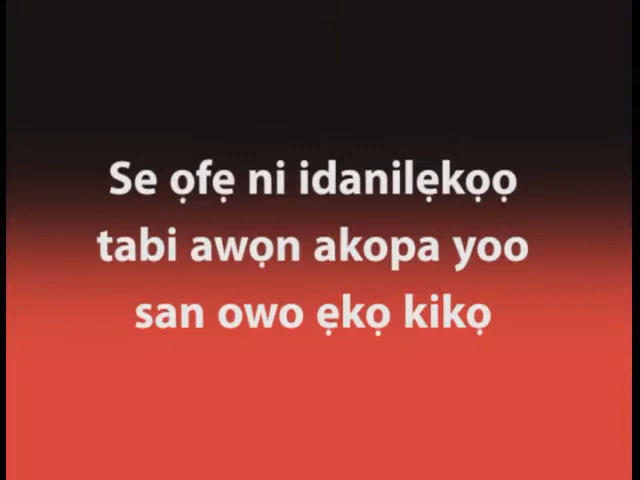 Se ọfẹ ni idanilẹkọọ
tabi awọn akopa yoo
san owo ẹkọ kikọ